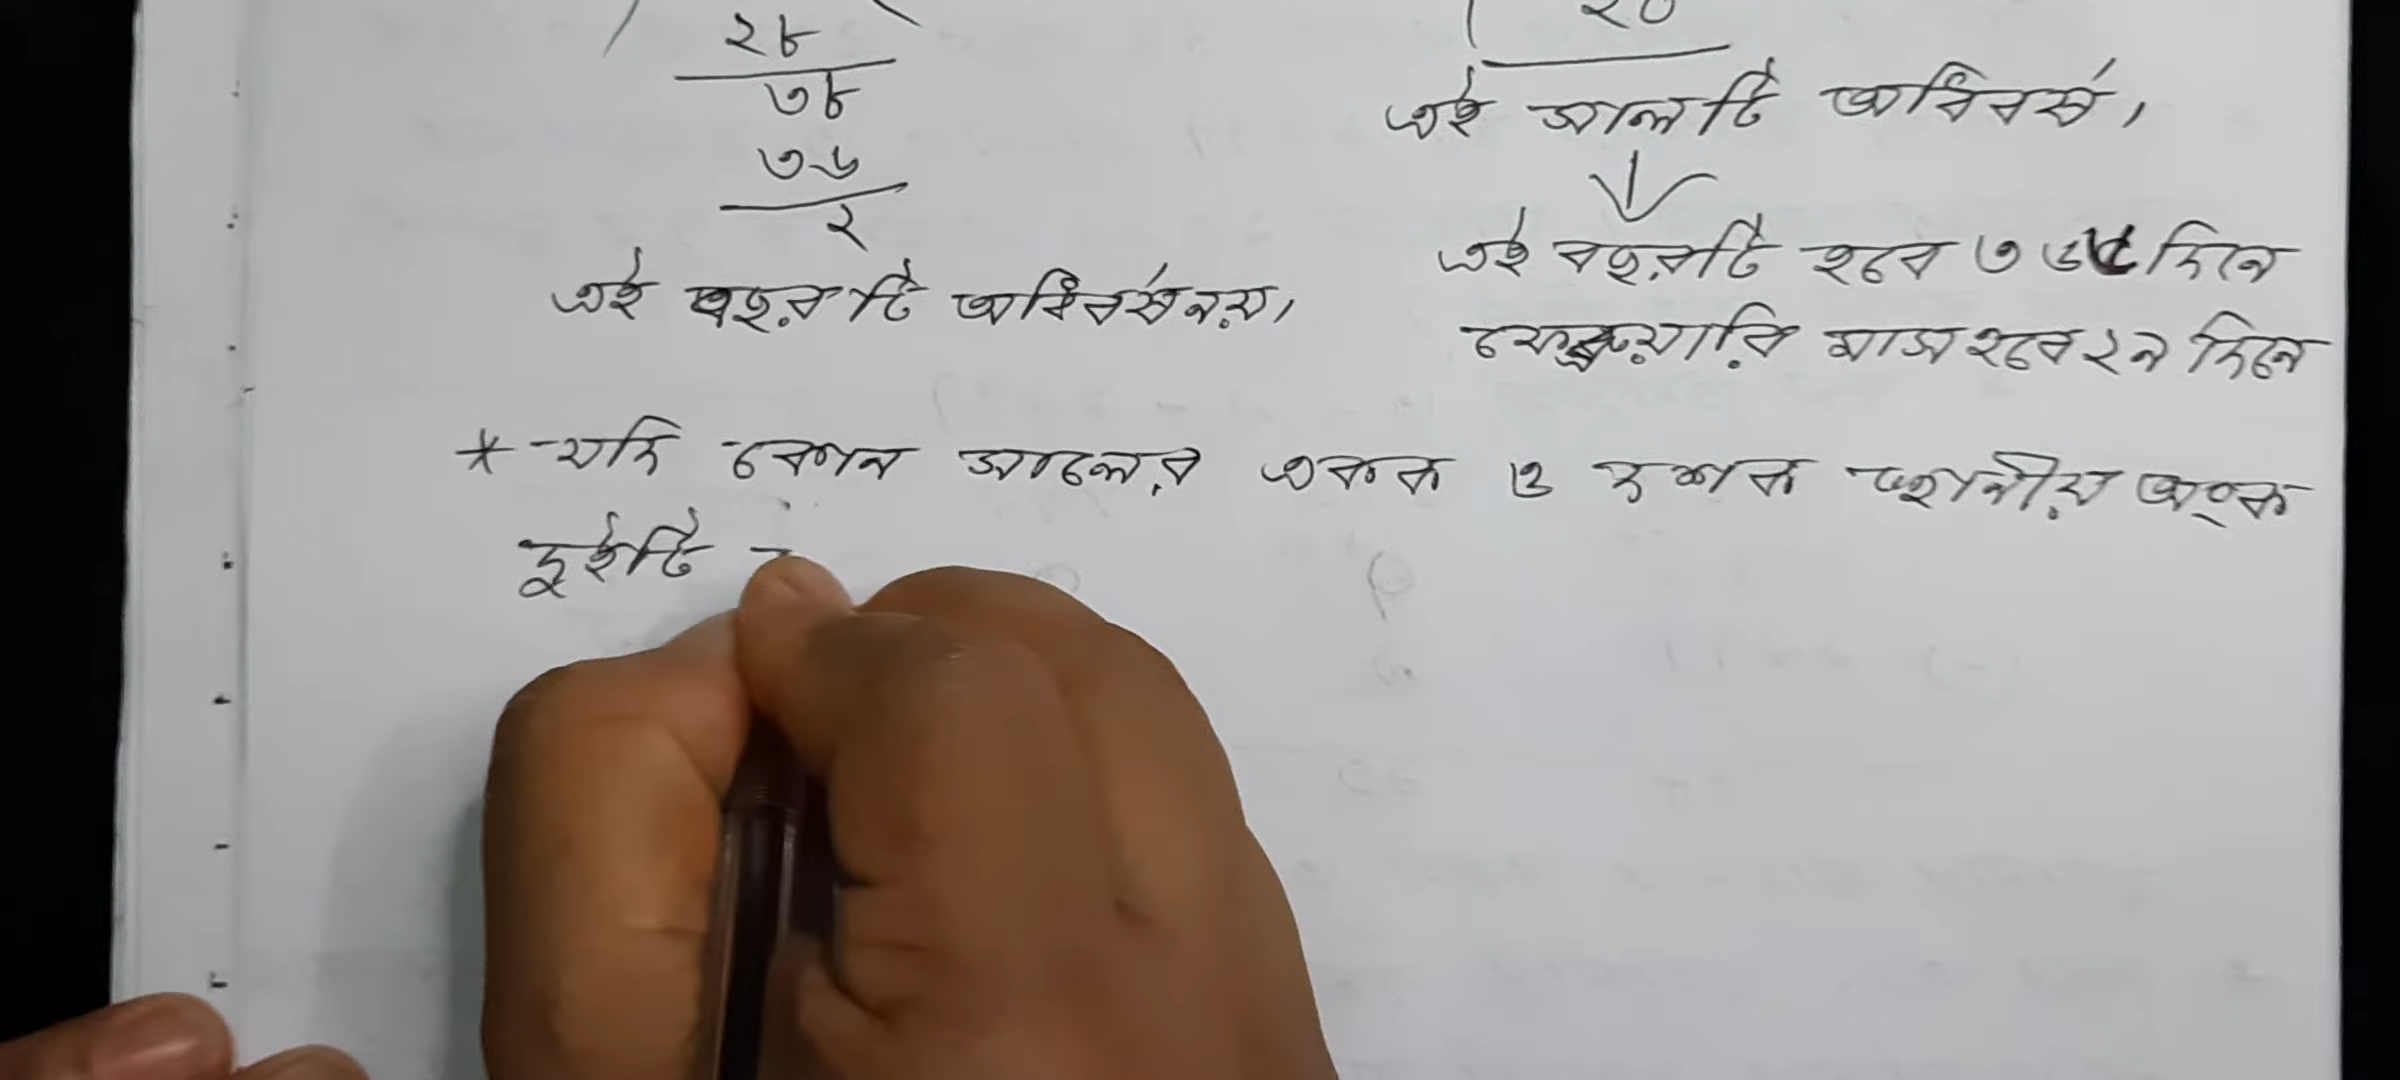 ২৮
৩৮
৩৬
২
এই বছরটি অধিবর্ষ নয়।
২০
এই সালটি অধিবর্ষ।
এই বছরটি হবে ৩৬৬ দিনে
ফেব্রুয়ারি মাস হবে ২৯ দিনে
* যদি কোন সালের একক ও দশক স্থানীয় অংক
দুইটি